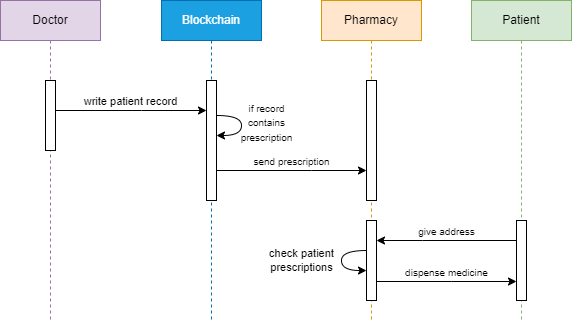 Doctor
Blockchain
Pharmacy
Patient
write patient record
if record
contains
prescription
send prescription
give address
check patient
prescriptions
dispense medicine